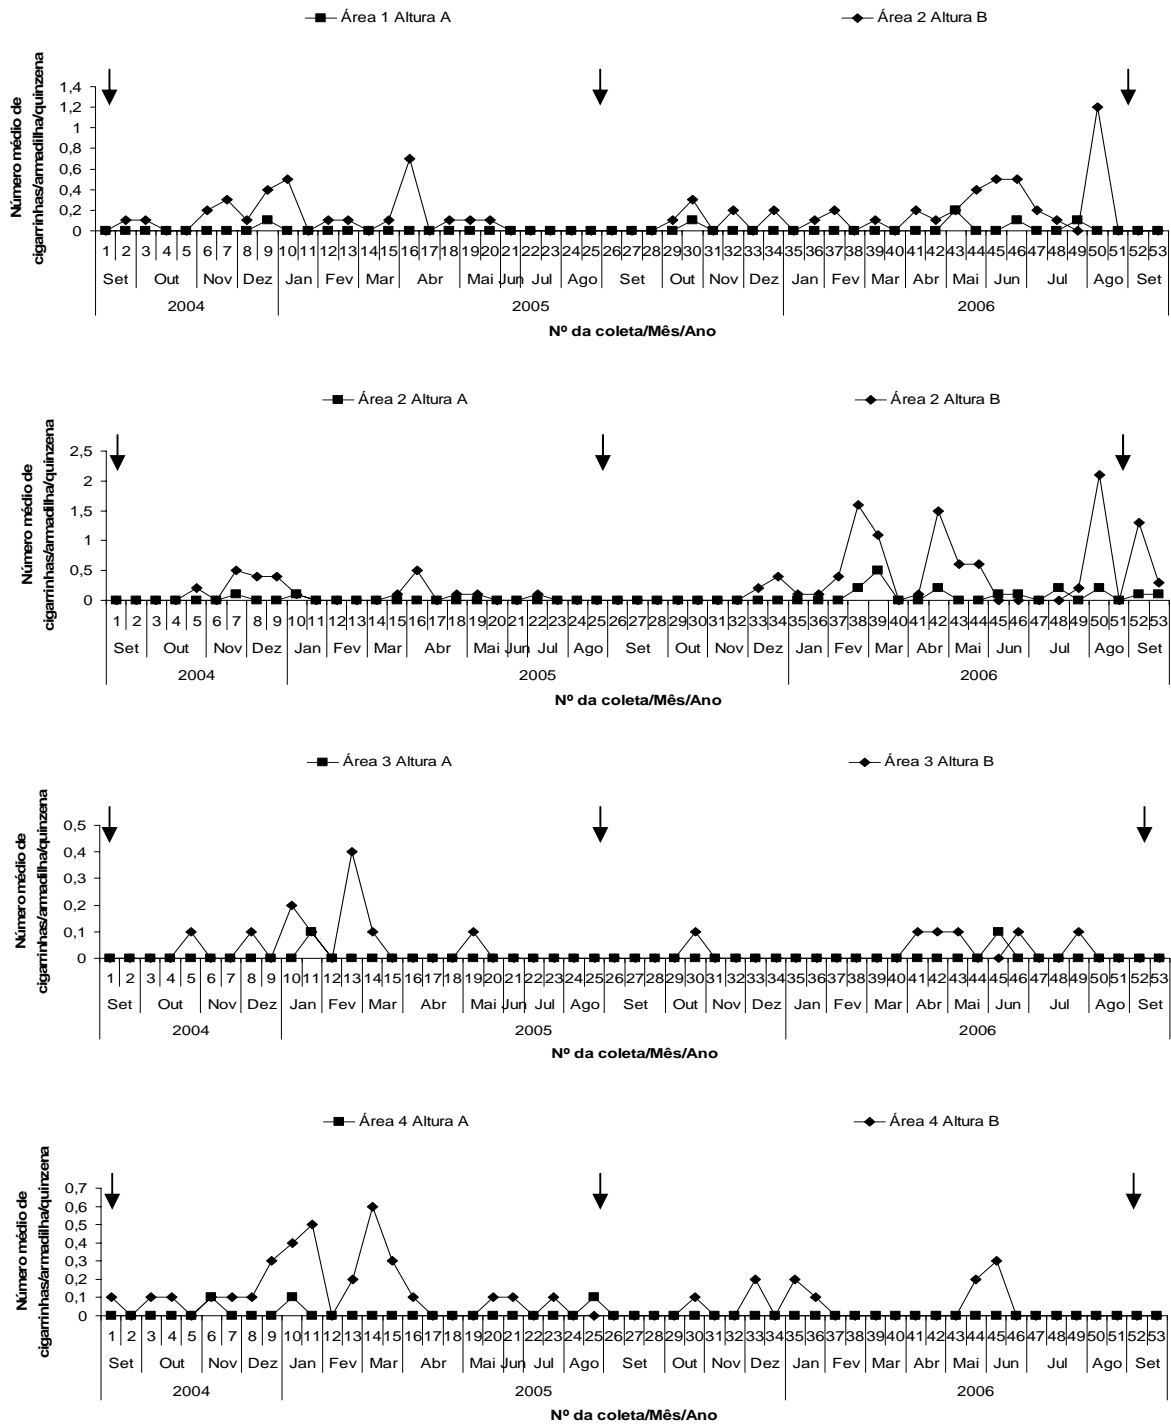 Área 1 Altura A Área 2 Altura B
Número médio de
cigarrinhas/armadilha/quinzena
1,4
1,2
1
0,8
0,6
0,4
0,2
0
1 2 3 4 5 6 7 8 9 10 11 12 13 14 15 16 17 18 19 20 21 22 23 24 25 26 27 28 29 30 31 32 33 34 35 36 37 38 39 40 41 42 43 44 45 46 47 48 49 50 51 52 53
Set Out Nov Dez Jan Fev Mar Abr Mai Jun Jul Ago Set Out Nov Dez Jan Fev Mar Abr Mai Jun Jul Ago Set
2004 2005 2006
Nº da coleta/Mês/Ano
Área 2 Altura A Área 2 Altura B
Número médio de
cigarrinhas/armadilha/quinzena
2,5
2
1,5
1
0,5
0
1 2 3 4 5 6 7 8 9 10 11 12 13 14 15 16 17 18 19 20 21 22 23 24 25 26 27 28 29 30 31 32 33 34 35 36 37 38 39 40 41 42 43 44 45 46 47 48 49 50 51 52 53
Set Out Nov Dez Jan Fev Mar Abr Mai Jun Jul Ago Set Out Nov Dez Jan Fev Mar Abr Mai Jun Jul Ago Set
2004 2005 2006
Nº da coleta/Mês/Ano
Área 3 Altura A Área 3 Altura B
Número médio de
cigarrinhas/armadilha/quinzena
0,5
0,4
0,3
0,2
0,1
0
1 2 3 4 5 6 7 8 9 10 11 12 13 14 15 16 17 18 19 20 21 22 23 24 25 26 27 28 29 30 31 32 33 34 35 36 37 38 39 40 41 42 43 44 45 46 47 48 49 50 51 52 53
Set Out Nov Dez Jan Fev Mar Abr Mai Jun Jul Ago Set Out Nov Dez Jan Fev Mar Abr Mai Jun Jul Ago Set
2004 2005 2006
Nº da coleta/Mês/Ano
Área 4 Altura A Área 4 Altura B
Número médio de
cigarrinhas/armadilha/quinzena
0,7
0,6
0,5
0,4
0,3
0,2
0,1
0
1 2 3 4 5 6 7 8 9 10 11 12 13 14 15 16 17 18 19 20 21 22 23 24 25 26 27 28 29 30 31 32 33 34 35 36 37 38 39 40 41 42 43 44 45 46 47 48 49 50 51 52 53
Set Out Nov Dez Jan Fev Mar Abr Mai Jun Jul Ago Set Out Nov Dez Jan Fev Mar Abr Mai Jun Jul Ago Set
2004 2005 2006
Nº da coleta/Mês/Ano